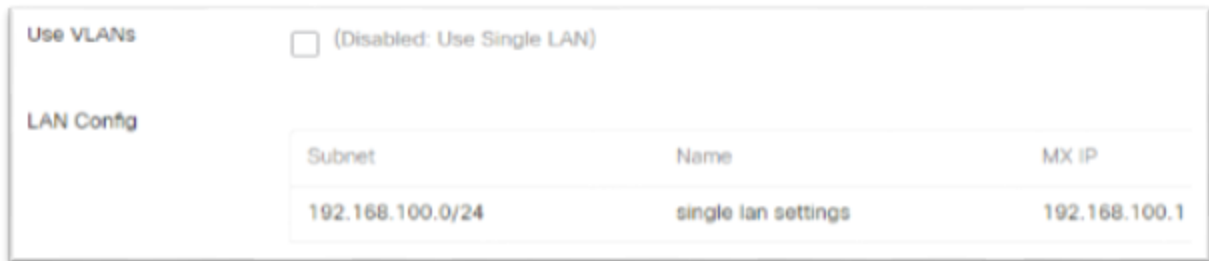 Use VLANs (Disabled: Use Single LAN)
LAN Config
Subnet Name MX IP
192.168.100.0/24 single lan settings 192.168.100.1